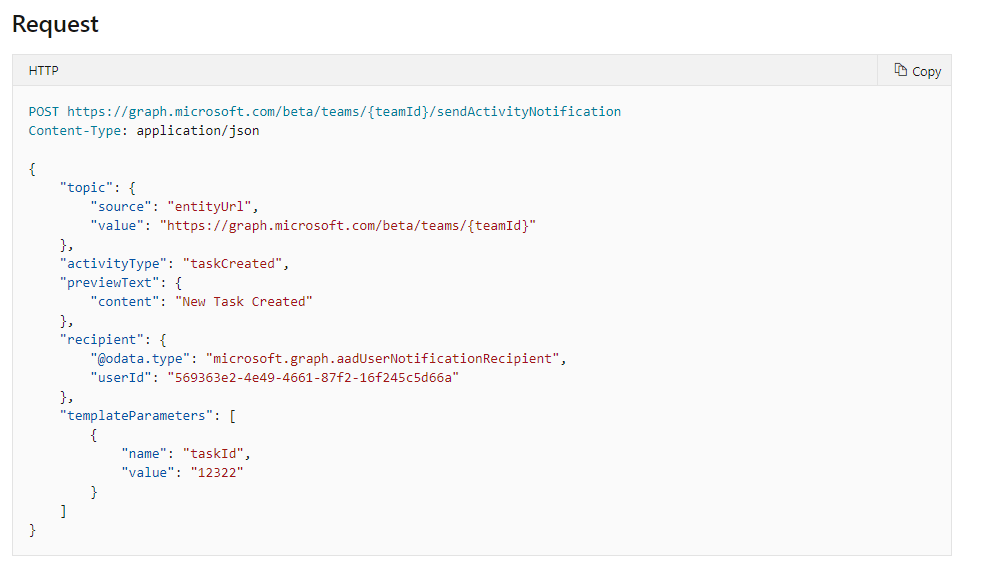 Request
HTTP
Copy
POST https://graph.microsoft.com/beta/teams/{teamId}/sendActivityNotification
Content-Type: application/json
{
    "topic": {
        "source": "entityUrl",
        "value": "https://graph.microsoft.com/beta/teams/{teamId}"
    },
    "activityType": "taskCreated",
    "previewText": {
        "content": "New Task Created"
    },
    "recipient": {
        "@odata.type": "microsoft.graph.aadUserNotificationRecipient",
        "userId": "569363e2-4e49-4661-87f2-16f245c5d66a"
    },
    "templateParameters": [
        {
            "name": "taskId",
            "value": "12322"
        }
    ]
}